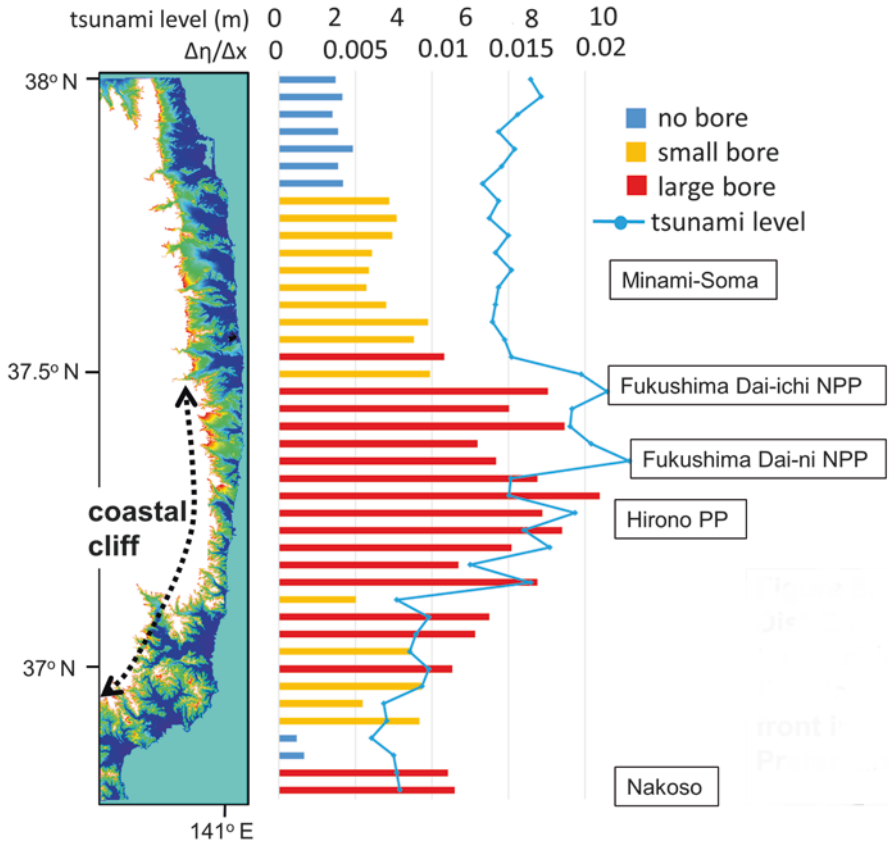 tsunami level (m) 0 2 4 6 8 10
Δη/Δx 0 0.005 0.01 0.015 0.02
38° N
no bore
small bore
large bore
tsunami level
Minami-Soma
37.5° N
Fukushima Dai-ichi NPP
Fukushima Dai-ni NPP
coastal
cliff
Hirono PP
37° N
Nakoso
141° E